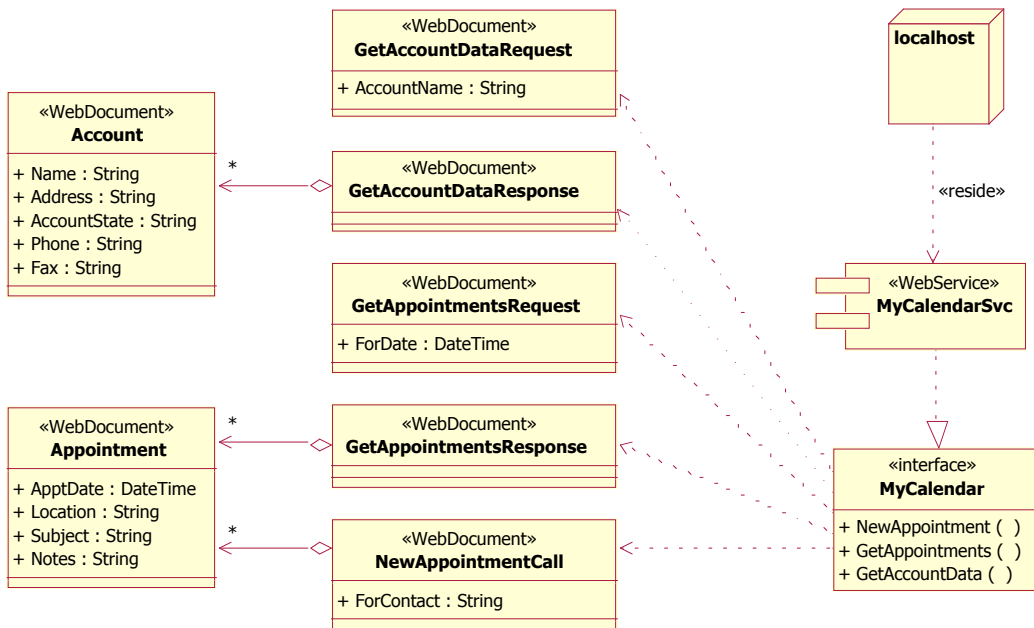 «WebDocument»
GetAccountDataRequest
+ AccountName : String
localhost
«WebDocument»
Account
+ Name : String
+ Address : String
+ AccountState : String
+ Phone : String
+ Fax : String
*
«WebDocument»
GetAccountDataResponse
«reside»
«WebDocument»
GetAppointmentsRequest
+ ForDate : DateTime
«WebService»
MyCalendarSvc
«WebDocument»
Appointment
+ ApptDate : DateTime
+ Location : String
+ Subject : String
+ Notes : String
*
*
«WebDocument»
GetAppointmentsResponse
«WebDocument»
NewAppointmentCall
+ ForContact : String
«interface»
MyCalendar
+ NewAppointment (  )
+ GetAppointments (  )
+ GetAccountData (  )